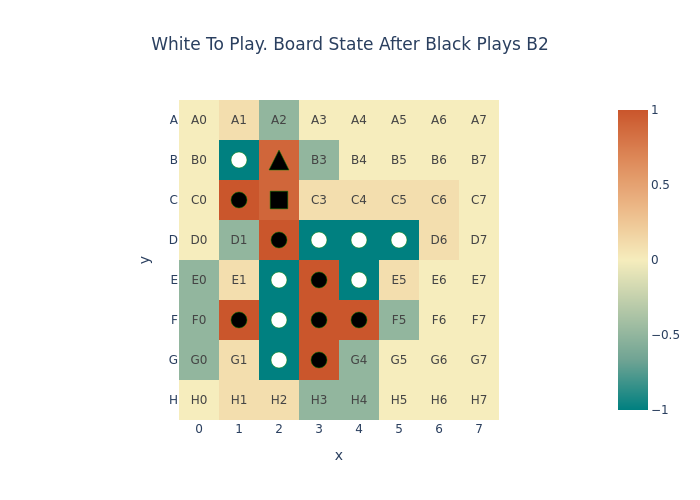 White To Play. Board State After Black Plays B2
A A0 A1 A2 A3 A4 A5 A6 A7 1
B B0 B3 B4 B5 B6 B7
C C0 C3 C4 C5 C6 C7 0.5
D D0 D1 D6 D7
y 0
E E0 E1 E5 E6 E7
F F0 F5 F6 F7 −0.5
G G0 G1 G4 G5 G6 G7
H H0 H1 H2 H3 H4 H5 H6 H7 −1
0 1 2 3 4 5 6 7
x